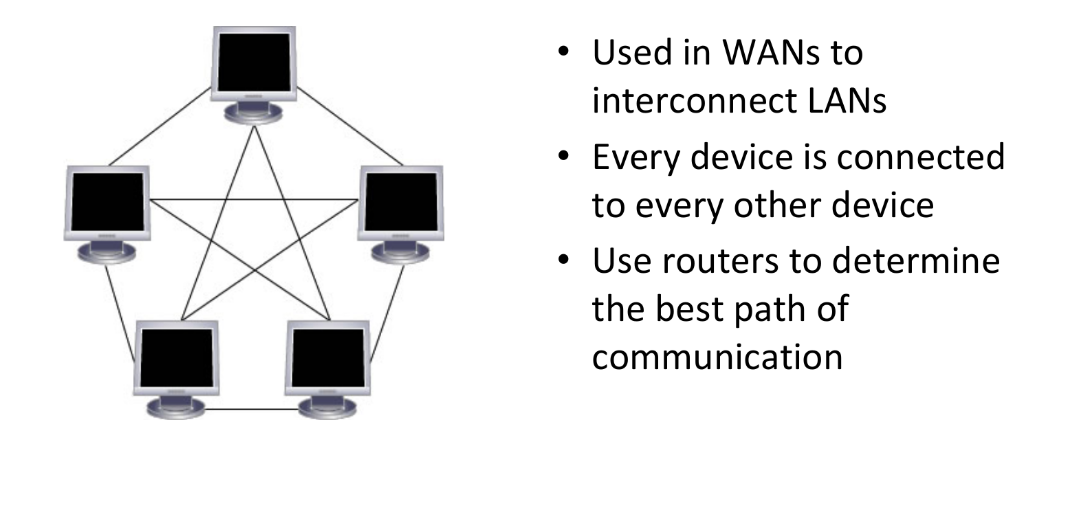 • Used in WANs to
interconnect LANs
• Every device is connected
to every other device
• Use routers to determine
the best path of
communication